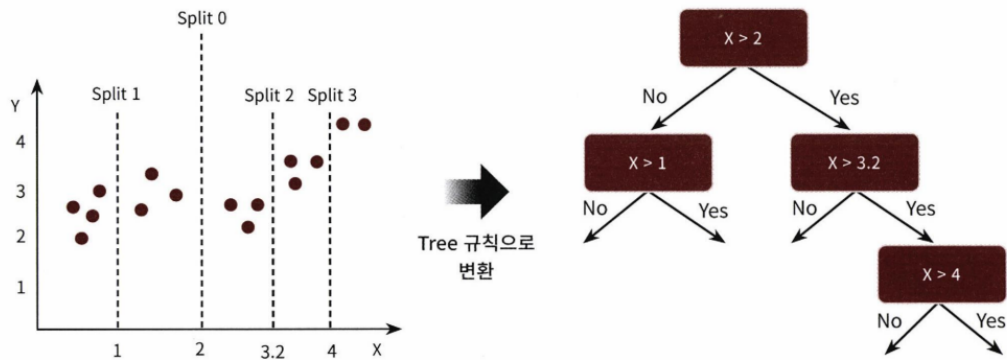 Split 0
Split 1
Split 2
Split 3
Y
4
3
2
1
1
2
3.2
4
X
Tree 규칙으로
변환
X > 2
No
Yes
X > 1
X > 3.2
No
Yes
No
Yes
X > 4
No
Yes